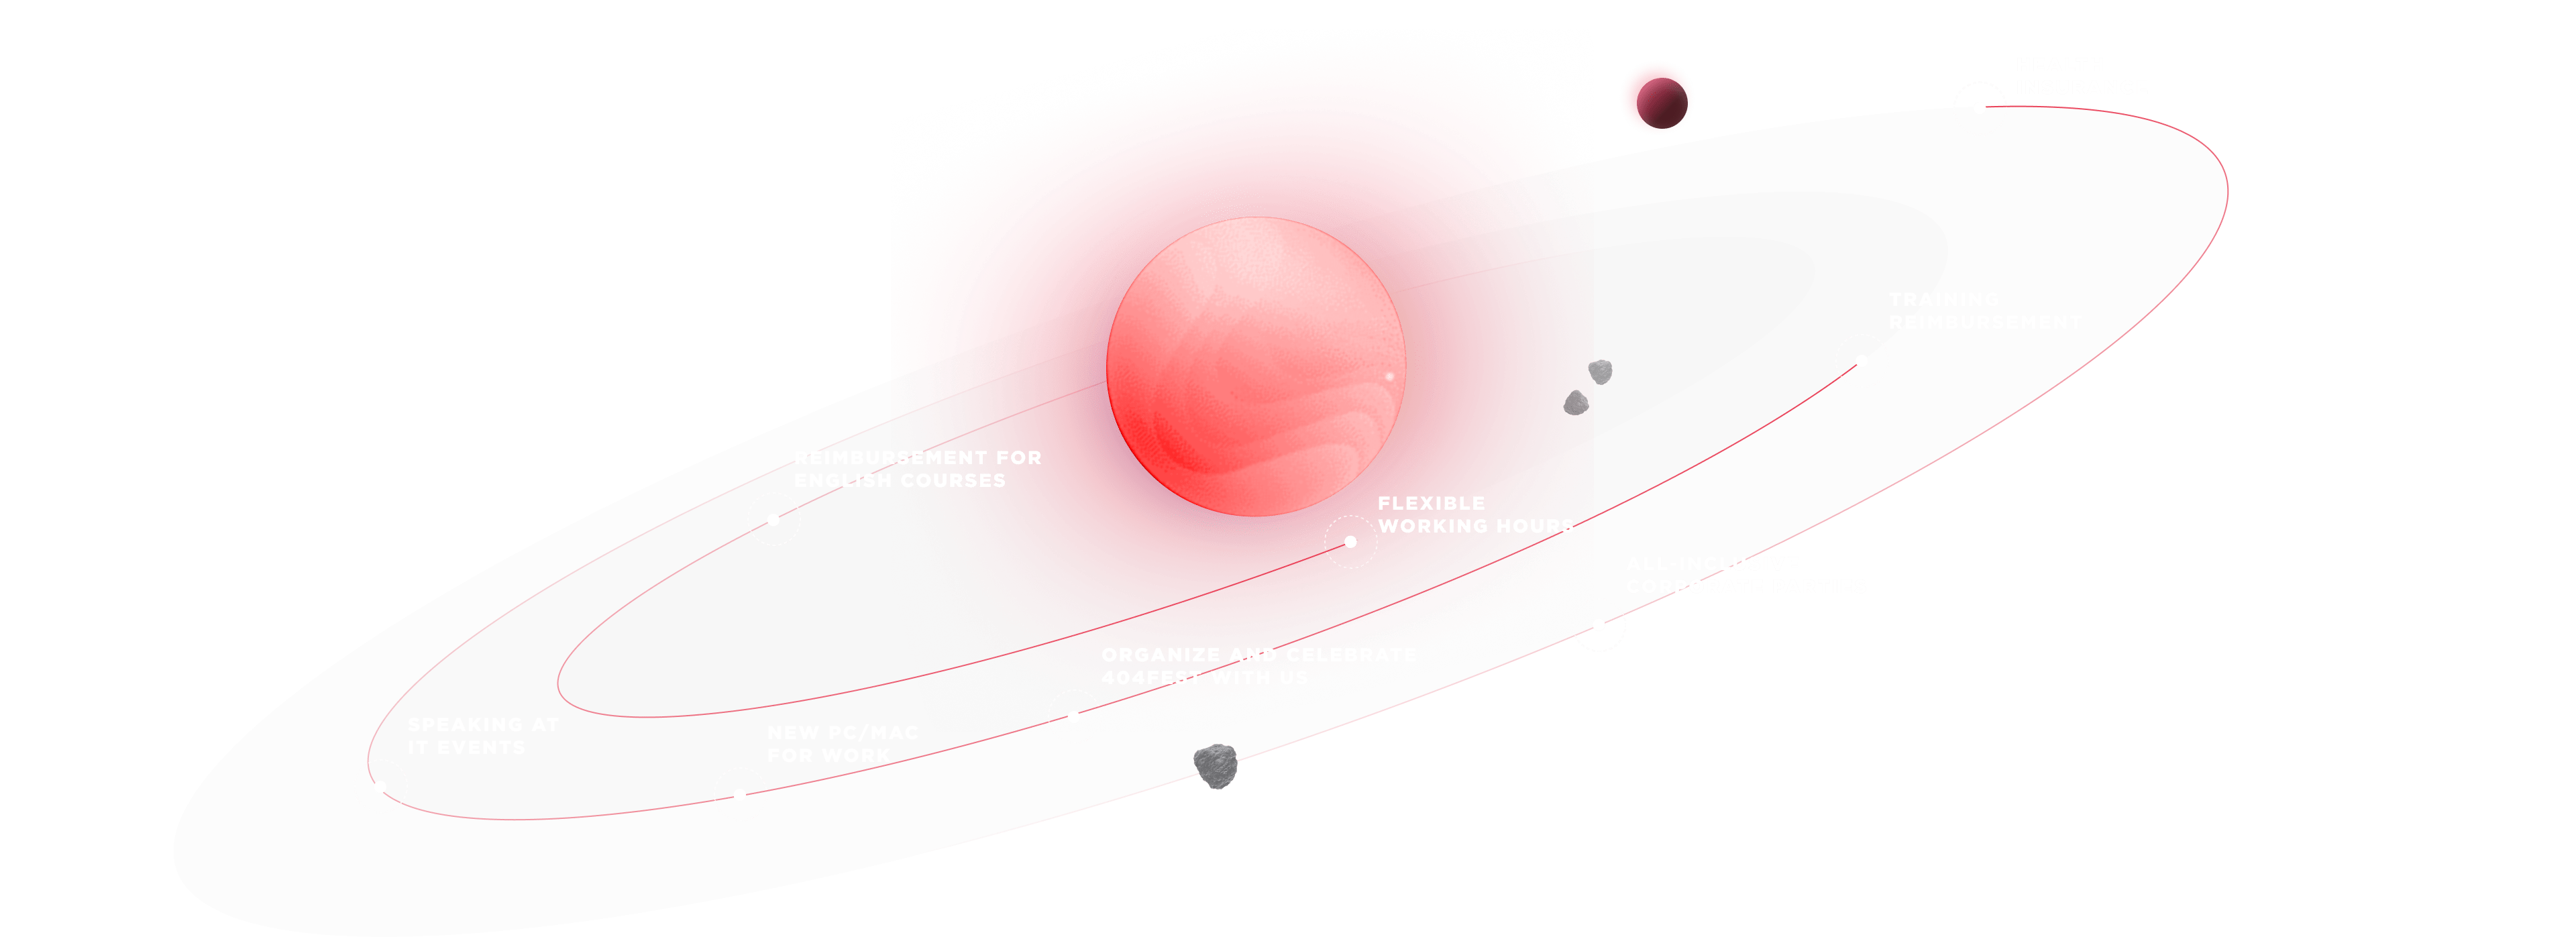 TRAINING
REIMBURSEMENT
REIMBURSEMENT FOR
ENGLISH COURSES
FLEXIBLE
WORKING HOURS
ORGANIZE AND CELEBRATE
404FEST WITH US
SPEAKING AT
IT EVENTS
NEW PC/MAC
FOR WORK